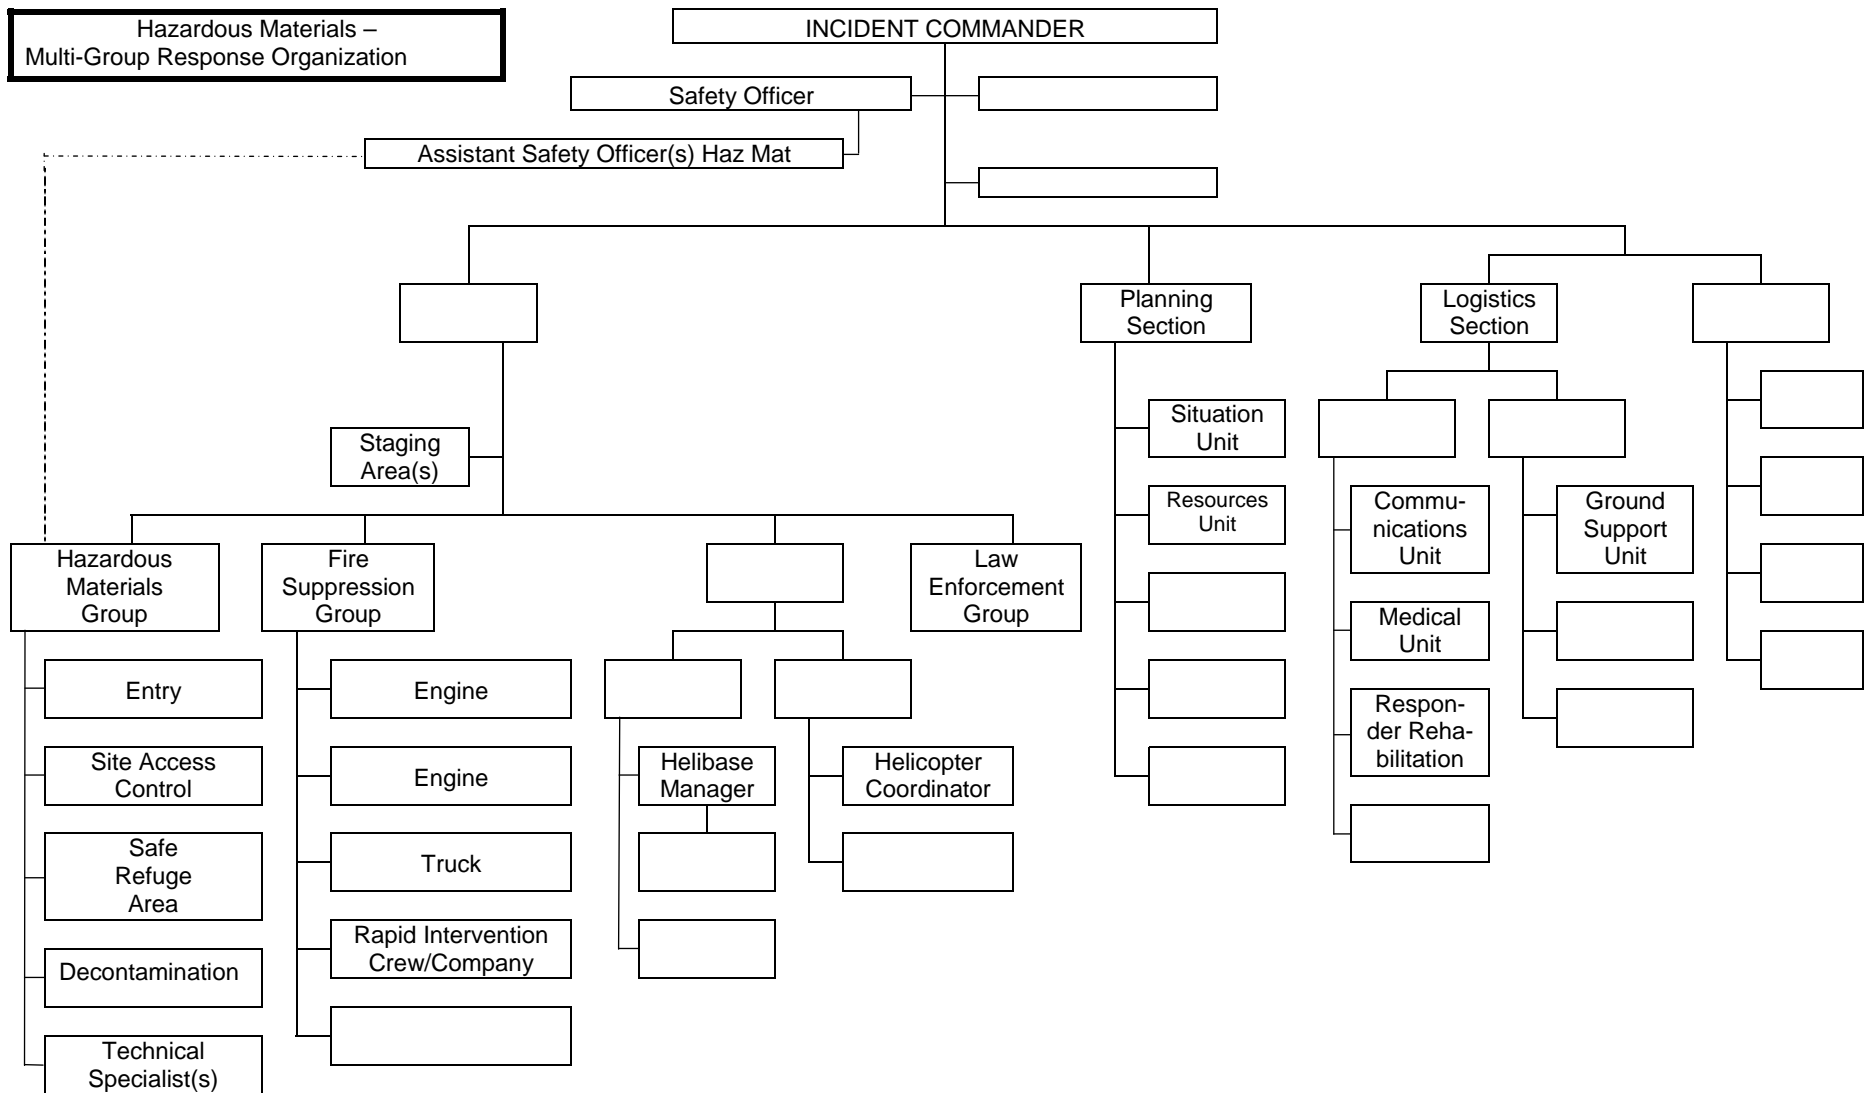 Hazardous Materials –
Multi-Group Response Organization
INCIDENT COMMANDER
Safety Officer
Assistant Safety Officer(s) Haz Mat
Planning
Section
Logistics
Section
Situation
Unit
Staging
Area(s)
Resources
Unit
Commu-
nications
Unit
Ground
Support
Unit
Hazardous
Materials
Group
Fire
Suppression
Group
Law
Enforcement
Group
Medical
Unit
Entry
Engine
Respon-
der Reha-
bilitation
Site Access
Control
Engine
Helibase
Manager
Helicopter
Coordinator
Safe
Refuge
Area
Truck
Decontamination
Rapid Intervention
Crew/Company
Technical
Specialist(s)